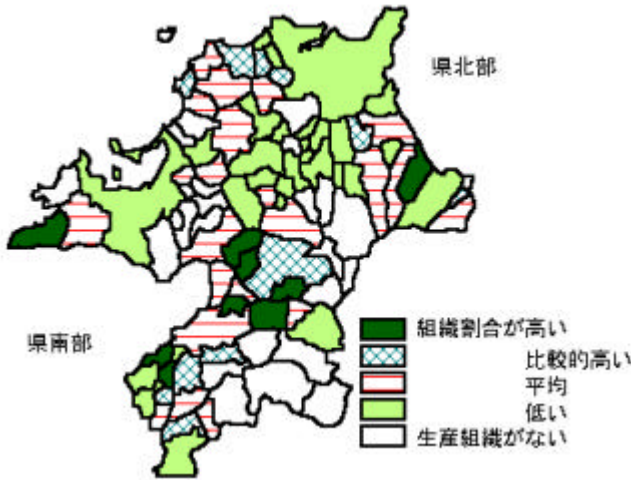 県北部
県南部
組織割合が高い
比較的高い
平均
低い
生産組織がない